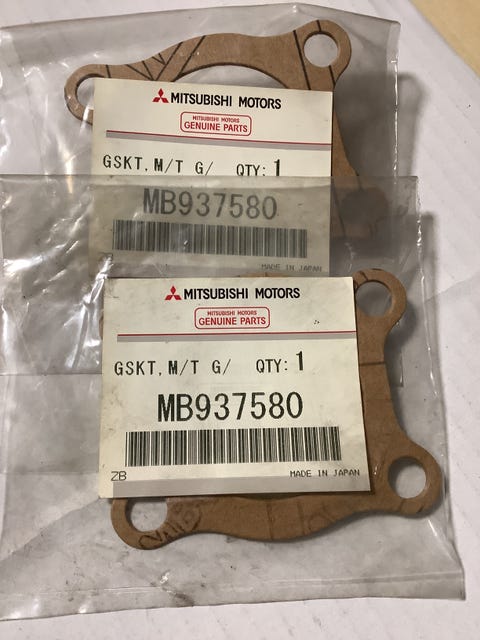 MITSUBISHI MOTORS
MITSUBISHI MOTORS
GENUINE PARTS
GSKT, M/T G/ QTY: 1
MB937580
MADE IN JAPAN
MITSUBISHI MOTORS
MITSUBISHI MOTORS
GENUINE PARTS
GSKT, M/T G/ QTY: 1
MB937580
ZB MADE IN JAPAN